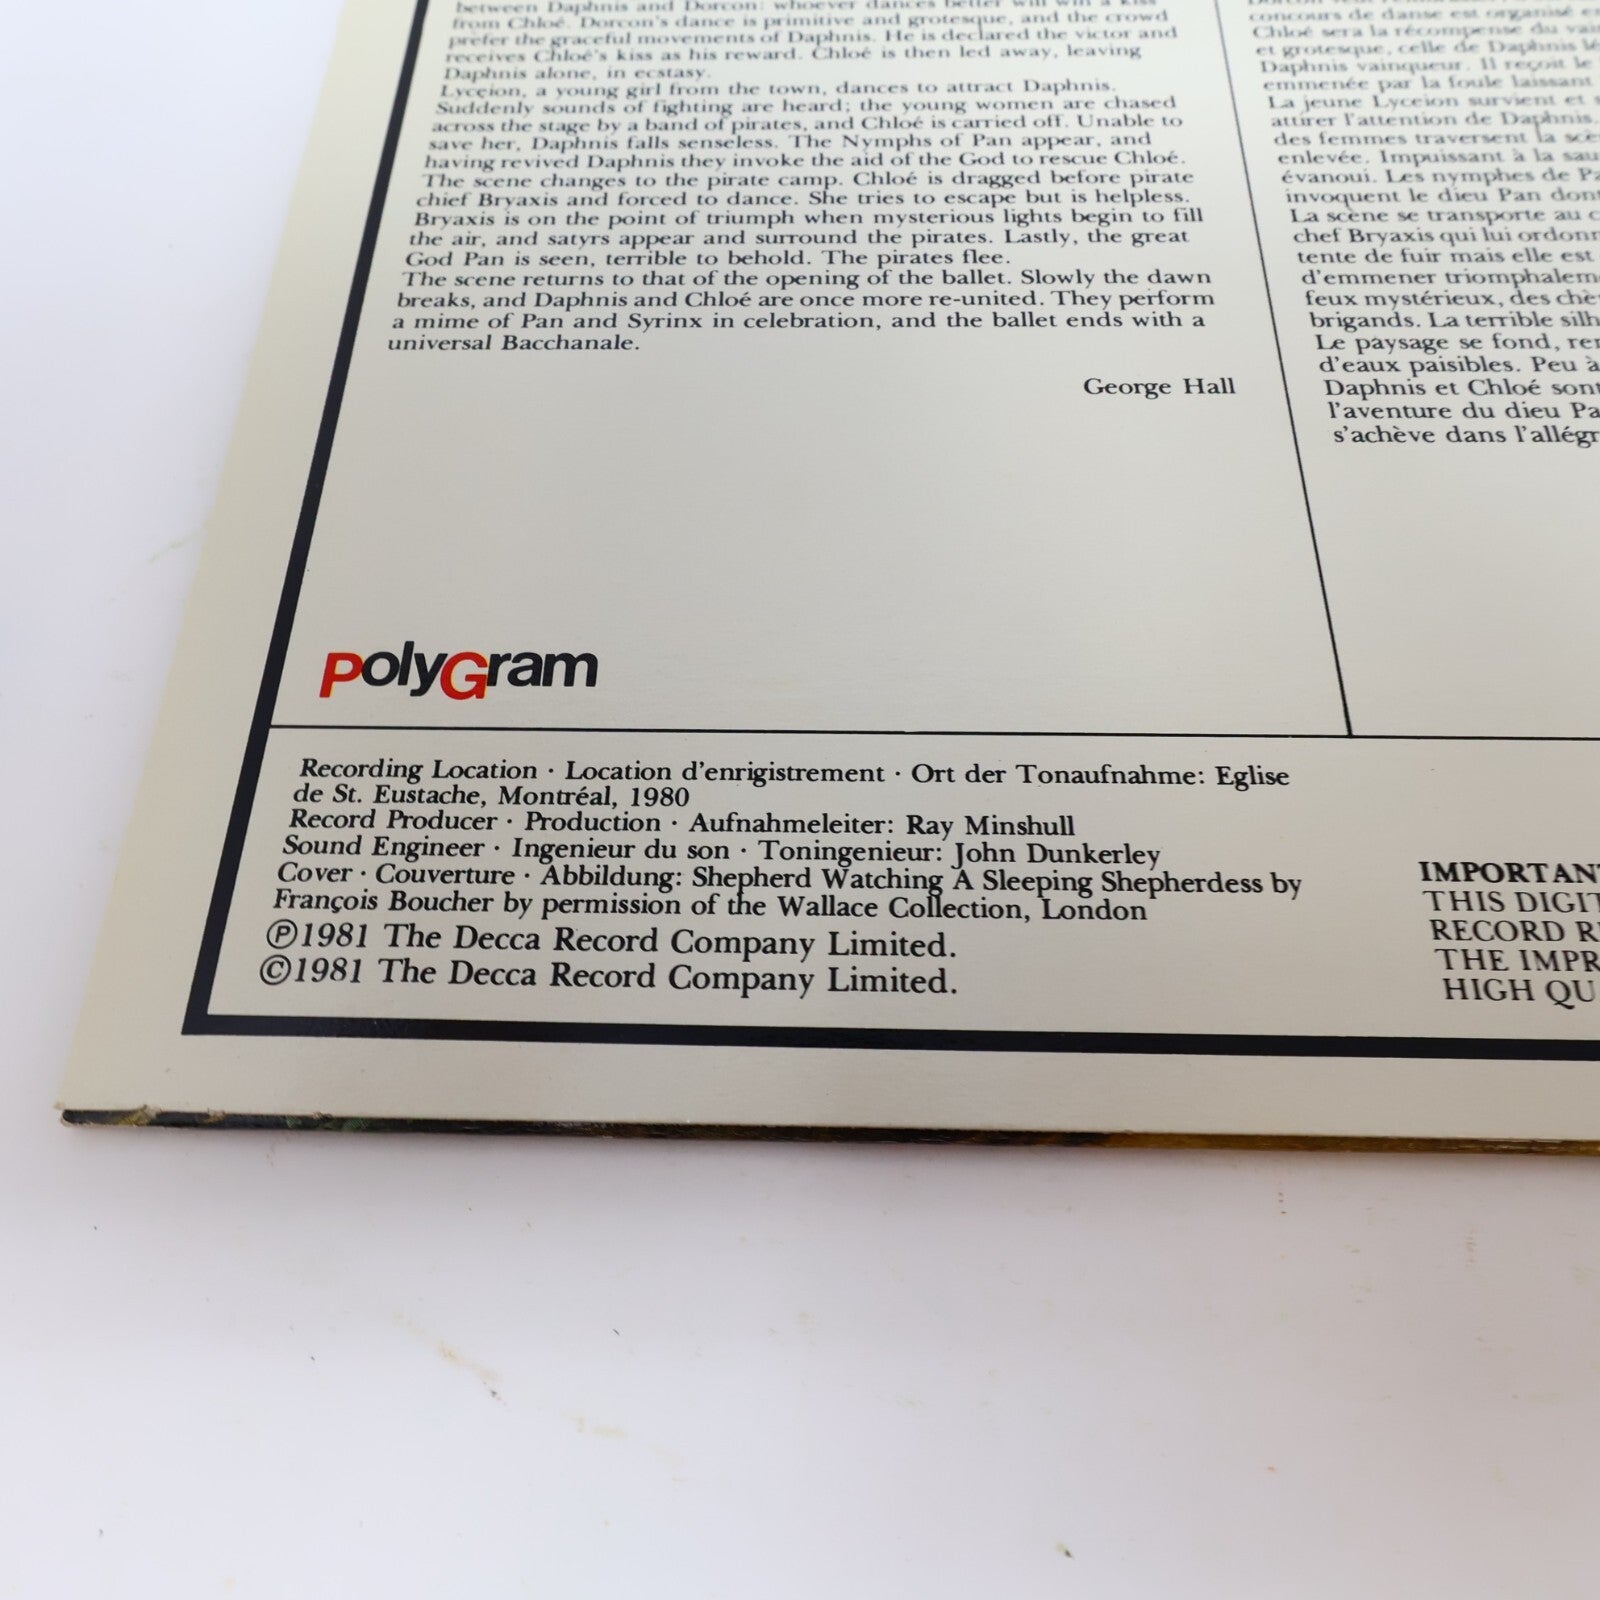 between Daphnis and Dorcon: whoever dances better will win a kiss
from Chloé. Dorcon's dance is primitive and grotesque, and the crowd
prefer the graceful movements of Daphnis. He is declared the victor and
receives Chloé's kiss as his reward. Chloé is then led away, leaving
Daphnis alone, in ecstasy.
Lyceion, a young girl from the town, dances to attract Daphnis.
Suddenly sounds of fighting are heard; the young women are chased
across the stage by a band of pirates, and Chloé is carried off. Unable to
save her, Daphnis falls senseless. The Nymphs of Pan appear, and
having revived Daphnis they invoke the aid of the God to rescue Chloé.
The scene changes to the pirate camp. Chloé is dragged before pirate
chief Bryaxis and forced to dance. She tries to escape but is helpless.
Bryaxis is on the point of triumph when mysterious lights begin to fill
the air, and satyrs appear and surround the pirates. Lastly, the great
God Pan is seen, terrible to behold. The pirates flee.
The scene returns to that of the opening of the ballet. Slowly the dawn
breaks, and Daphnis and Chloé are once more re-united. They perform
a mime of Pan and Syrinx in celebration, and the ballet ends with a
universal Bacchanale.
George Hall
concours de danse est organisé
Chloé sera la récompense du
et grotesque, celle de Daphnis
Daphnis vainqueur. Il reçoit le
emmenée par la foule laissant
La jeune Lyceion survient et
attirer l'attention de Daphnis.
des femmes traversent la
enlevée. Impuissant à la
évanoui. Les nymphes de
invoquent le dieu Pan
La scène se transporte au
chef Bryaxis qui lui
tente de fuir mais elle est
d'emmener
feux mystérieux, des
brigands. La terrible
Le paysage se fond,
d'eaux paisibles. Peu à
Daphnis et Chloé
l'aventure du dieu
s'achève dans
PolyGram
Recording Location · Location d'enrigistrement · Ort der Tonaufnahme: Eglise
de St. Eustache, Montréal, 1980
Record Producer · Production · Aufnahmeleiter: Ray Minshull
Sound Engineer · Ingenieur du son · Toningenieur: John Dunkerley
Cover · Couverture · Abbildung: Shepherd Watching A Sleeping Shepherdess by
François Boucher by permission of the Wallace Collection, London
℗1981 The Decca Record Company Limited.
©1981 The Decca Record Company Limited.
IMPORTAN
THIS DIGIT
RECORD R
THE IMPR
HIGH QU